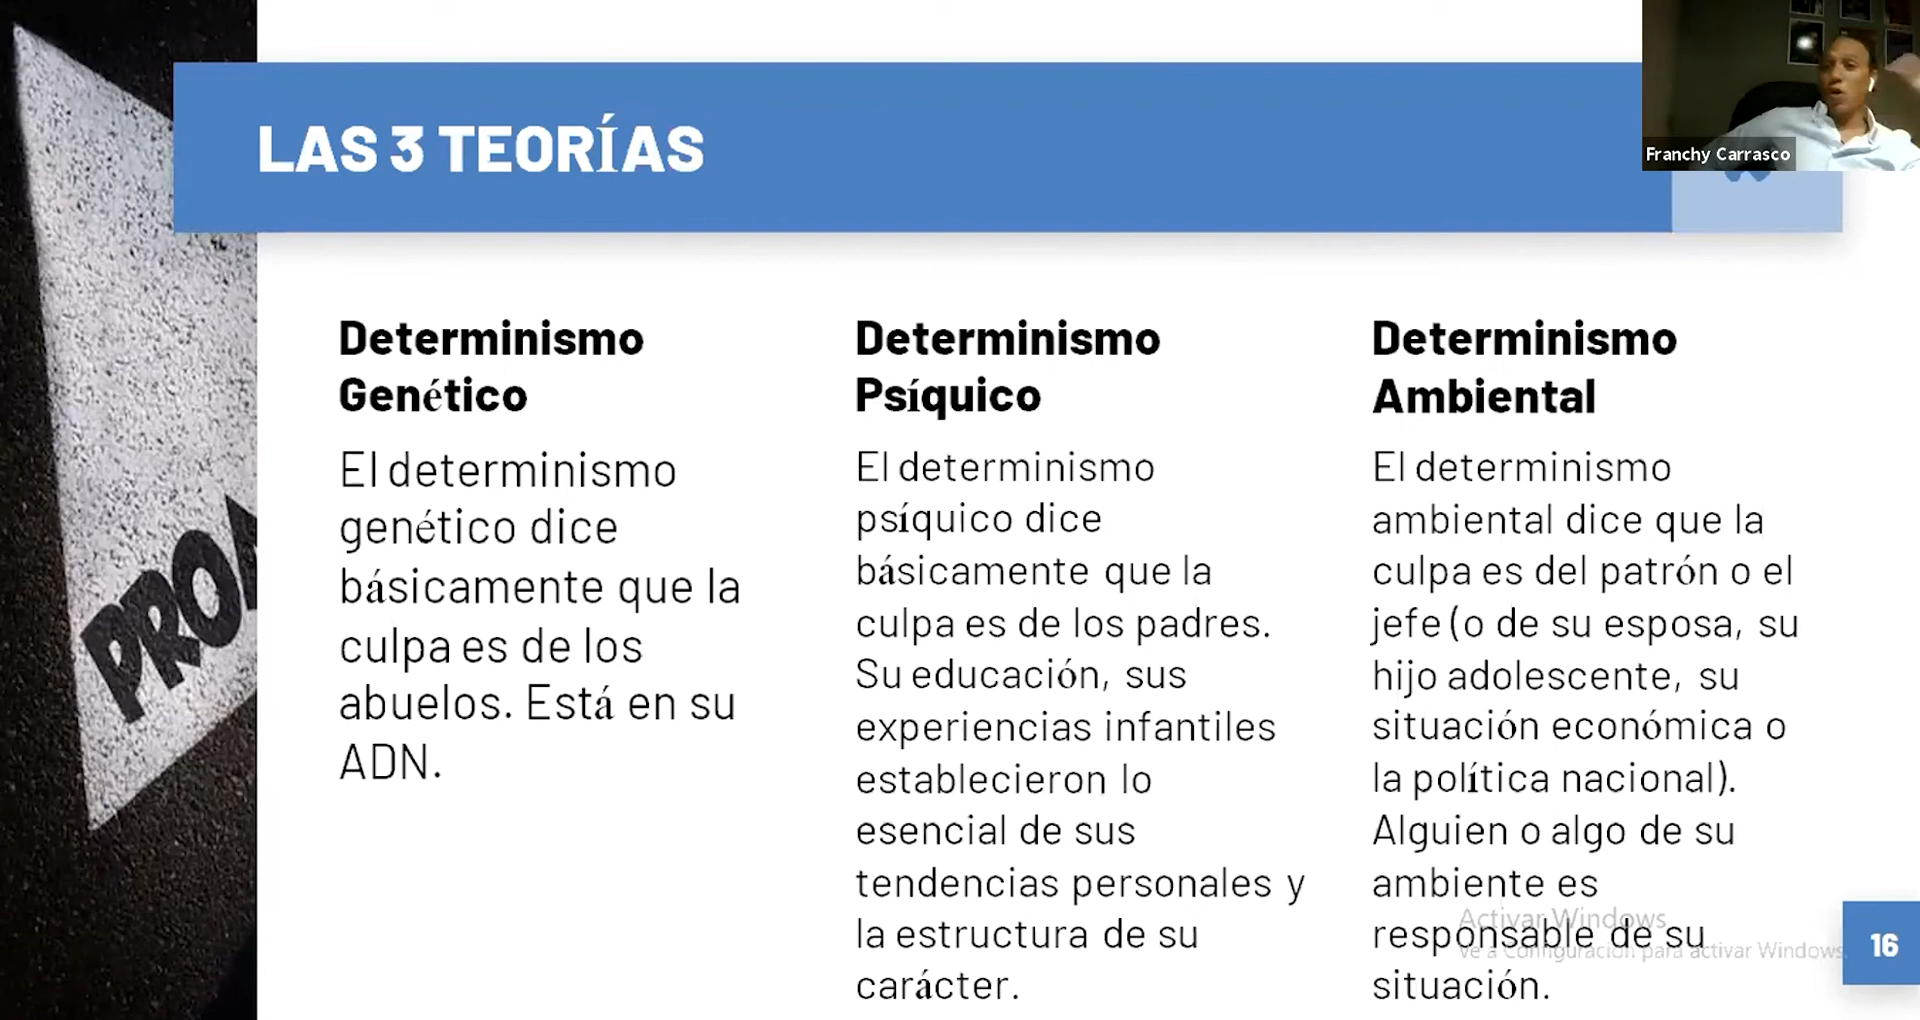 LAS 3 TEORÍAS
Franchy Carrasco
PROA
Determinismo
Genético
El determinismo
genético dice
básicamente que la
culpa es de los
abuelos. Está en su
ADN.
Determinismo
Psíquico
El determinismo
psíquico dice
básicamente que la
culpa es de los padres.
Su educación, sus
experiencias infantiles
establecieron lo
esencial de sus
tendencias personales y
la estructura de su
carácter.
Determinismo
Ambiental
El determinismo
ambiental dice que la
culpa es del patrón o el
jefe (o de su esposa, su
hijo adolescente, su
situación económica o
la política nacional).
Alguien o algo de su
ambiente es
responsable de su
situación.
Activar Windows
Ve a Configuración para activar Windows.
16